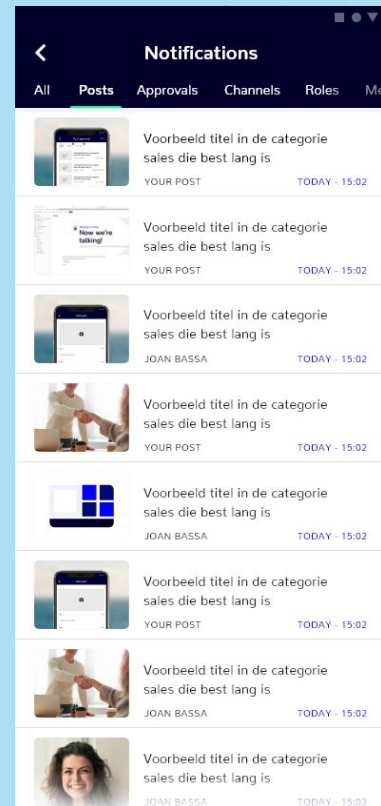 Notifications
All Posts Approvals Channels Roles Me
Voorbeeld titel in de categorie
sales die best lang is
YOUR POST TODAY - 15:02
Now we're
talking!
Voorbeeld titel in de categorie
sales die best lang is
YOUR POST TODAY - 15:02
Voorbeeld titel in de categorie
sales die best lang is
JOAN BASSA TODAY - 15:02
Voorbeeld titel in de categorie
sales die best lang is
YOUR POST TODAY - 15:02
Voorbeeld titel in de categorie
sales die best lang is
JOAN BASSA TODAY - 15:02
Voorbeeld titel in de categorie
sales die best lang is
YOUR POST TODAY - 15:02
Voorbeeld titel in de categorie
sales die best lang is
JOAN BASSA TODAY - 15:02
Voorbeeld titel in de categorie
sales die best lang is
JOAN BASSA TODAY - 15:02